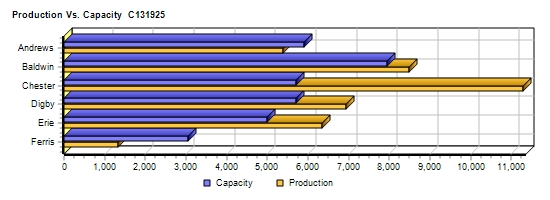 Production Vs. Capacity C131925
Andrews
Baldwin
Chester
Digby
Erie
Ferris
0 1,000 2,000 3,000 4,000 5,000 6,000 7,000 8,000 9,000 10,000 11,000
Capacity Production